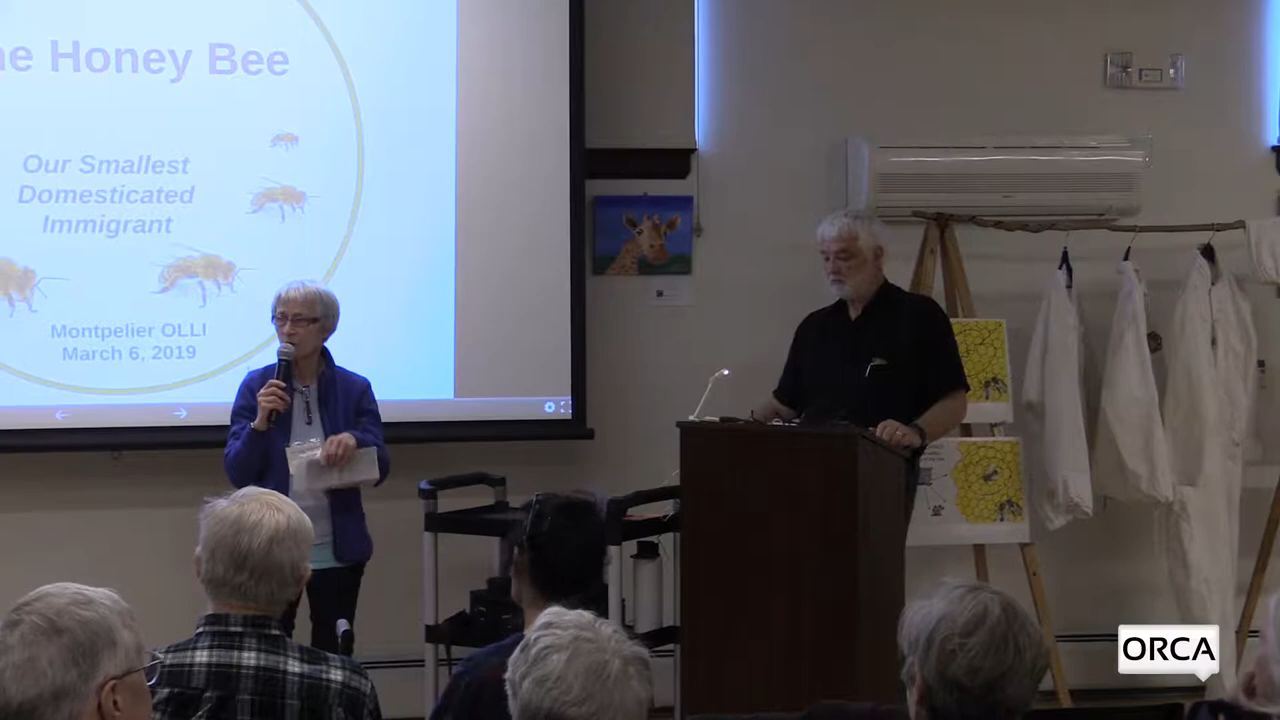 he Honey Bee
Our Smallest
Domesticated
Immigrant
Montpelier OLLI
March 6, 2019
ORCA